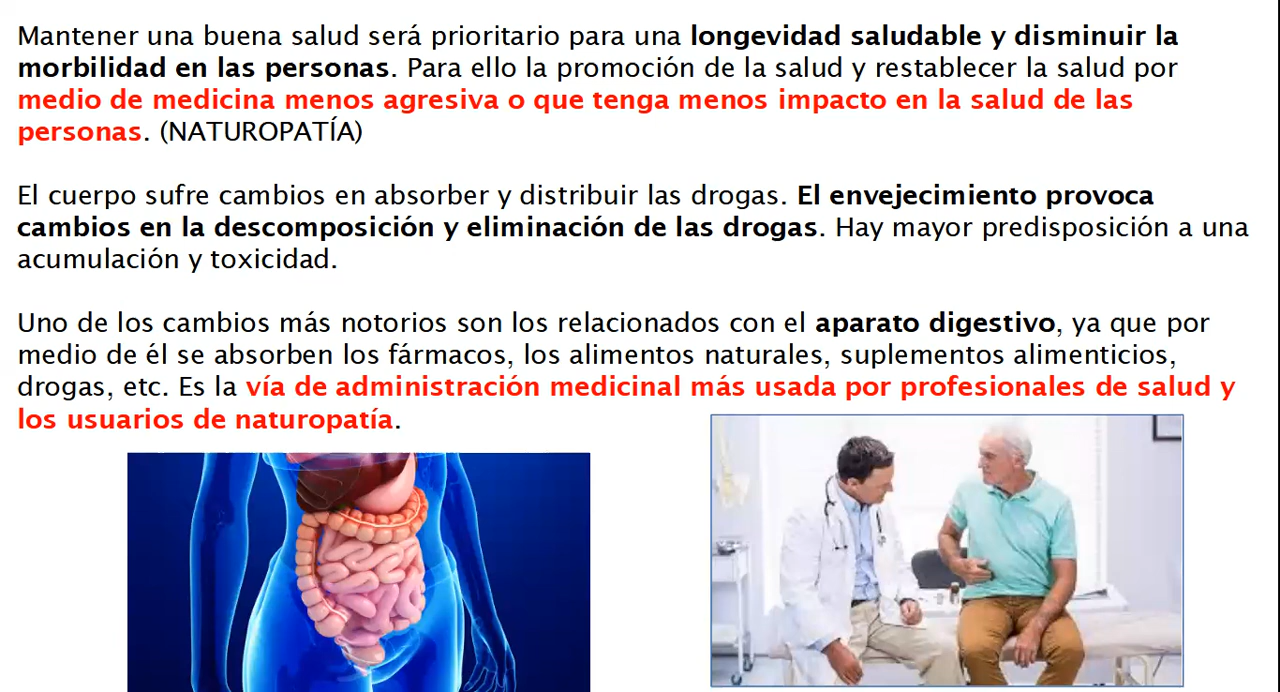 Mantener una buena salud será prioritario para una longevidad saludable y disminuir la
morbilidad en las personas. Para ello la promoción de la salud y restablecer la salud por
medio de medicina menos agresiva o que tenga menos impacto en la salud de las
personas. (NATUROPATÍA)
El cuerpo sufre cambios en absorber y distribuir las drogas. El envejecimiento provoca
cambios en la descomposición y eliminación de las drogas. Hay mayor predisposición a una
acumulación y toxicidad.
Uno de los cambios más notorios son los relacionados con el aparato digestivo, ya que por
medio de él se absorben los fármacos, los alimentos naturales, suplementos alimenticios,
drogas, etc. Es la vía de administración medicinal más usada por profesionales de salud y
los usuarios de naturopatía.